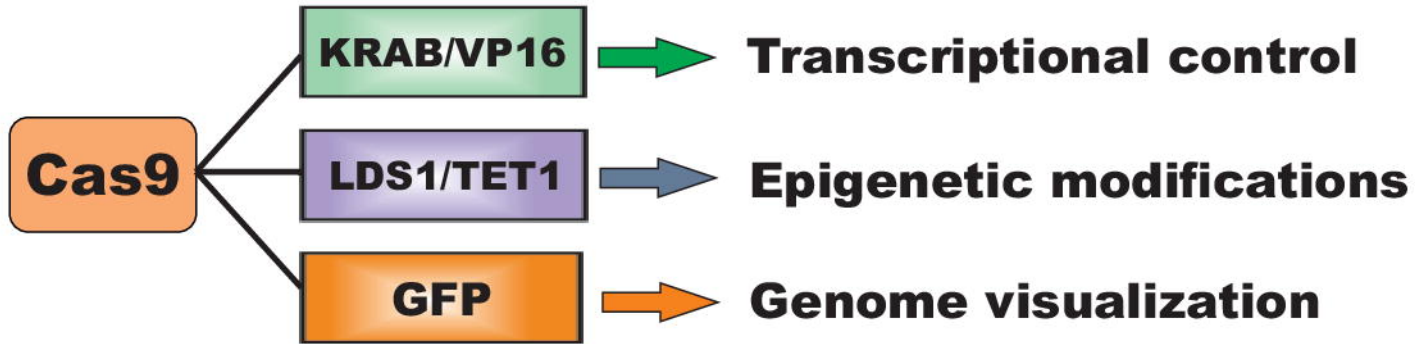 KRAB/VP16
Transcriptional control
Cas9
LDS1/TET1
Epigenetic modifications
GFP
Genome visualization